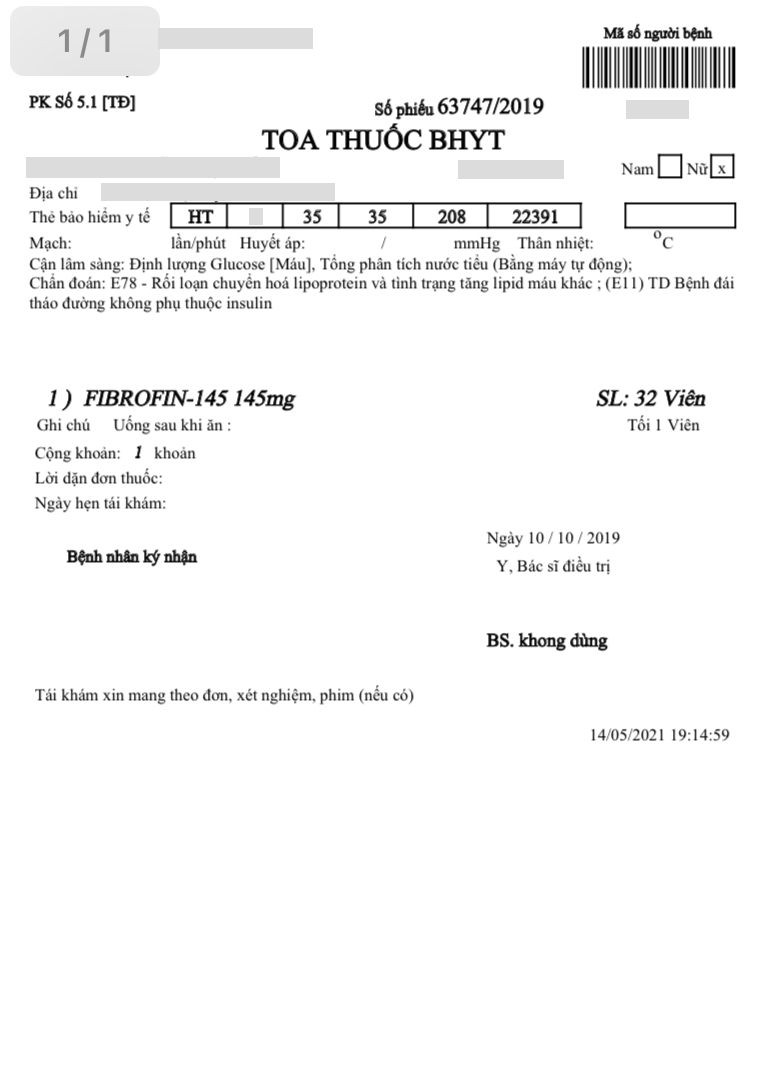 1/1
Mã số người bệnh
PK Số 5.1 [TĐ]
Số phiếu 63747/2019
TOA THUỐC BHYT
Nam Nữ x
Địa chỉ
Thẻ bảo hiểm y tế HT 35 35 208 22391
Mạch: lần/phút Huyết áp: / mmHg Thân nhiệt: °C
Cận lâm sàng: Định lượng Glucose [Máu], Tổng phân tích nước tiểu (Bằng máy tự động);
Chẩn đoán: E78 - Rối loạn chuyển hoá lipoprotein và tình trạng tăng lipid máu khác ; (E11) TD Bệnh đái
tháo đường không phụ thuộc insulin
1 ) FIBROFIN-145 145mg SL: 32 Viên
Ghi chú Uống sau khi ăn : Tối 1 Viên
Cộng khoản: 1 khoản
Lời dặn đơn thuốc:
Ngày hẹn tái khám:
Ngày 10 / 10 / 2019
Bệnh nhân ký nhận
Y, Bác sĩ điều trị
BS. khong dùng
Tái khám xin mang theo đơn, xét nghiệm, phim (nếu có)
14/05/2021 19:14:59